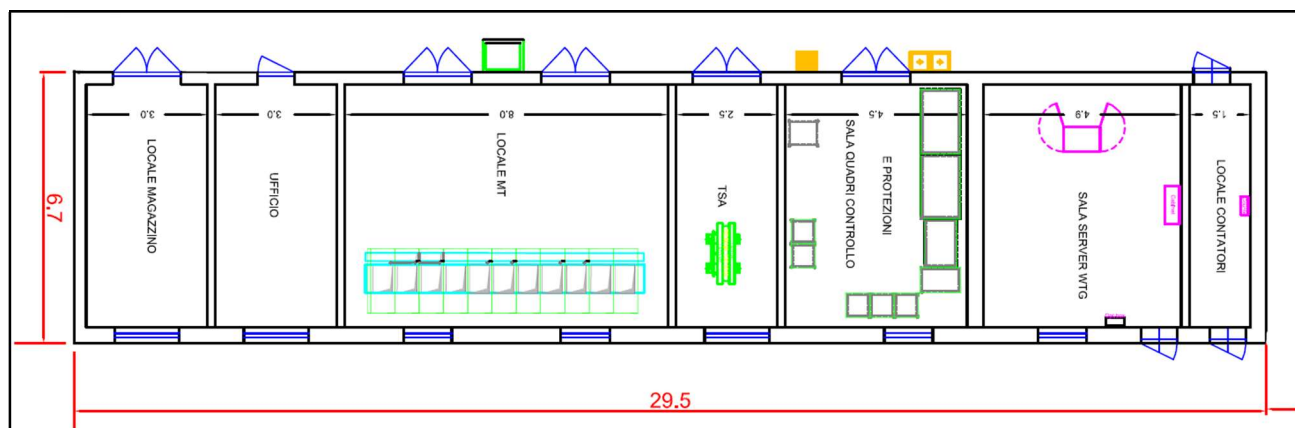 3.0
3.0
8.0
2.5
4.5
4.9
1.5
LOCALE MAGAZZINO
UFFICIO
LOCALE MT
TSA
SALA QUADRI CONTROLLO
E PROTEZIONI
SALA SERVER WTG
LOCALE CONTATORI
6.7
29.5